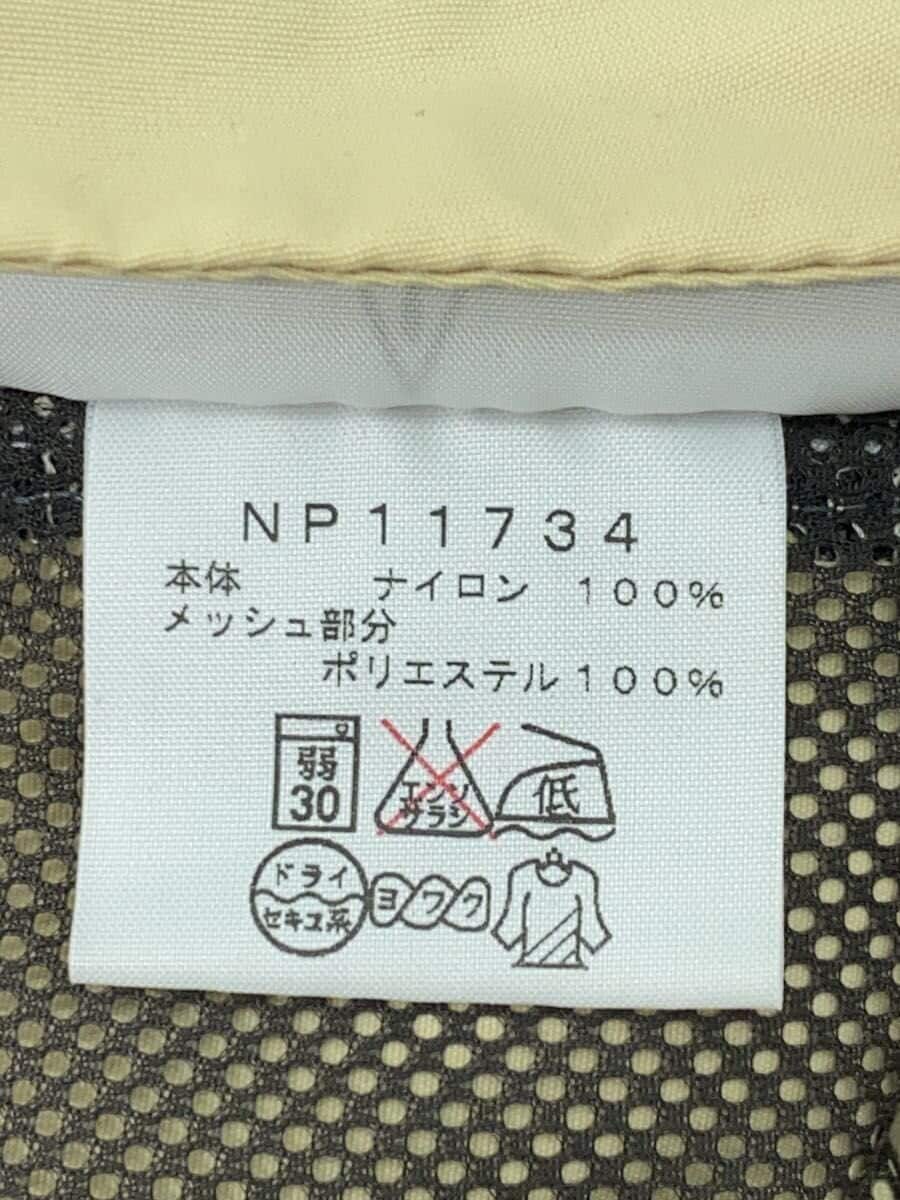 NP11734
本体 ナイロン 100%
メッシュ部分
ポリエステル100%
弱
30
エンソ
サラシ
低
ドライ
セキユ系
ヨワク